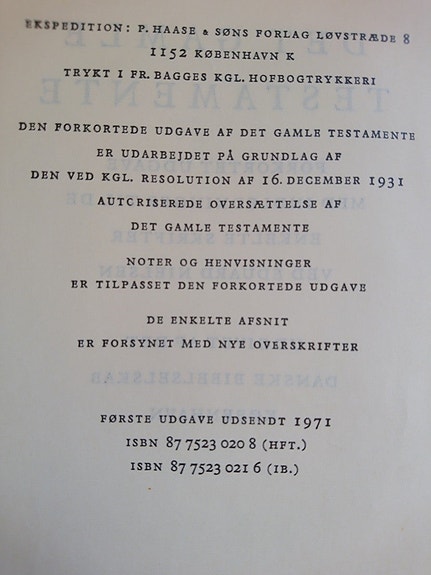 EKSPEDITION: P. HAASE & SØNS FORLAG LØVSTRÆDE 8
1152 KØBENHAVN K
TRYKT I FR. BAGGES KGL. HOFBOGTRYKKERI
DEN FORKORTEDE UDGAVE AF DET GAMLE TESTAMENTE
ER UDARBEJDET PÅ GRUNDLAG AF
DEN VED KGL. RESOLUTION AF 16. DECEMBER 1931
AUTORISEREDE OVERSÆTTELSE AF
DET GAMLE TESTAMENTE
NOTER OG HENVISNINGER
ER TILPASSET DEN FORKORTEDE UDGAVE
DE ENKELTE AFSNIT
ER FORSYNET MED NYE OVERSKRIFTER
FØRSTE UDGAVE UDSENDT 1971
ISBN 87 7523 020 8 (HFT.)
ISBN 87 7523 021 6 (IB.)